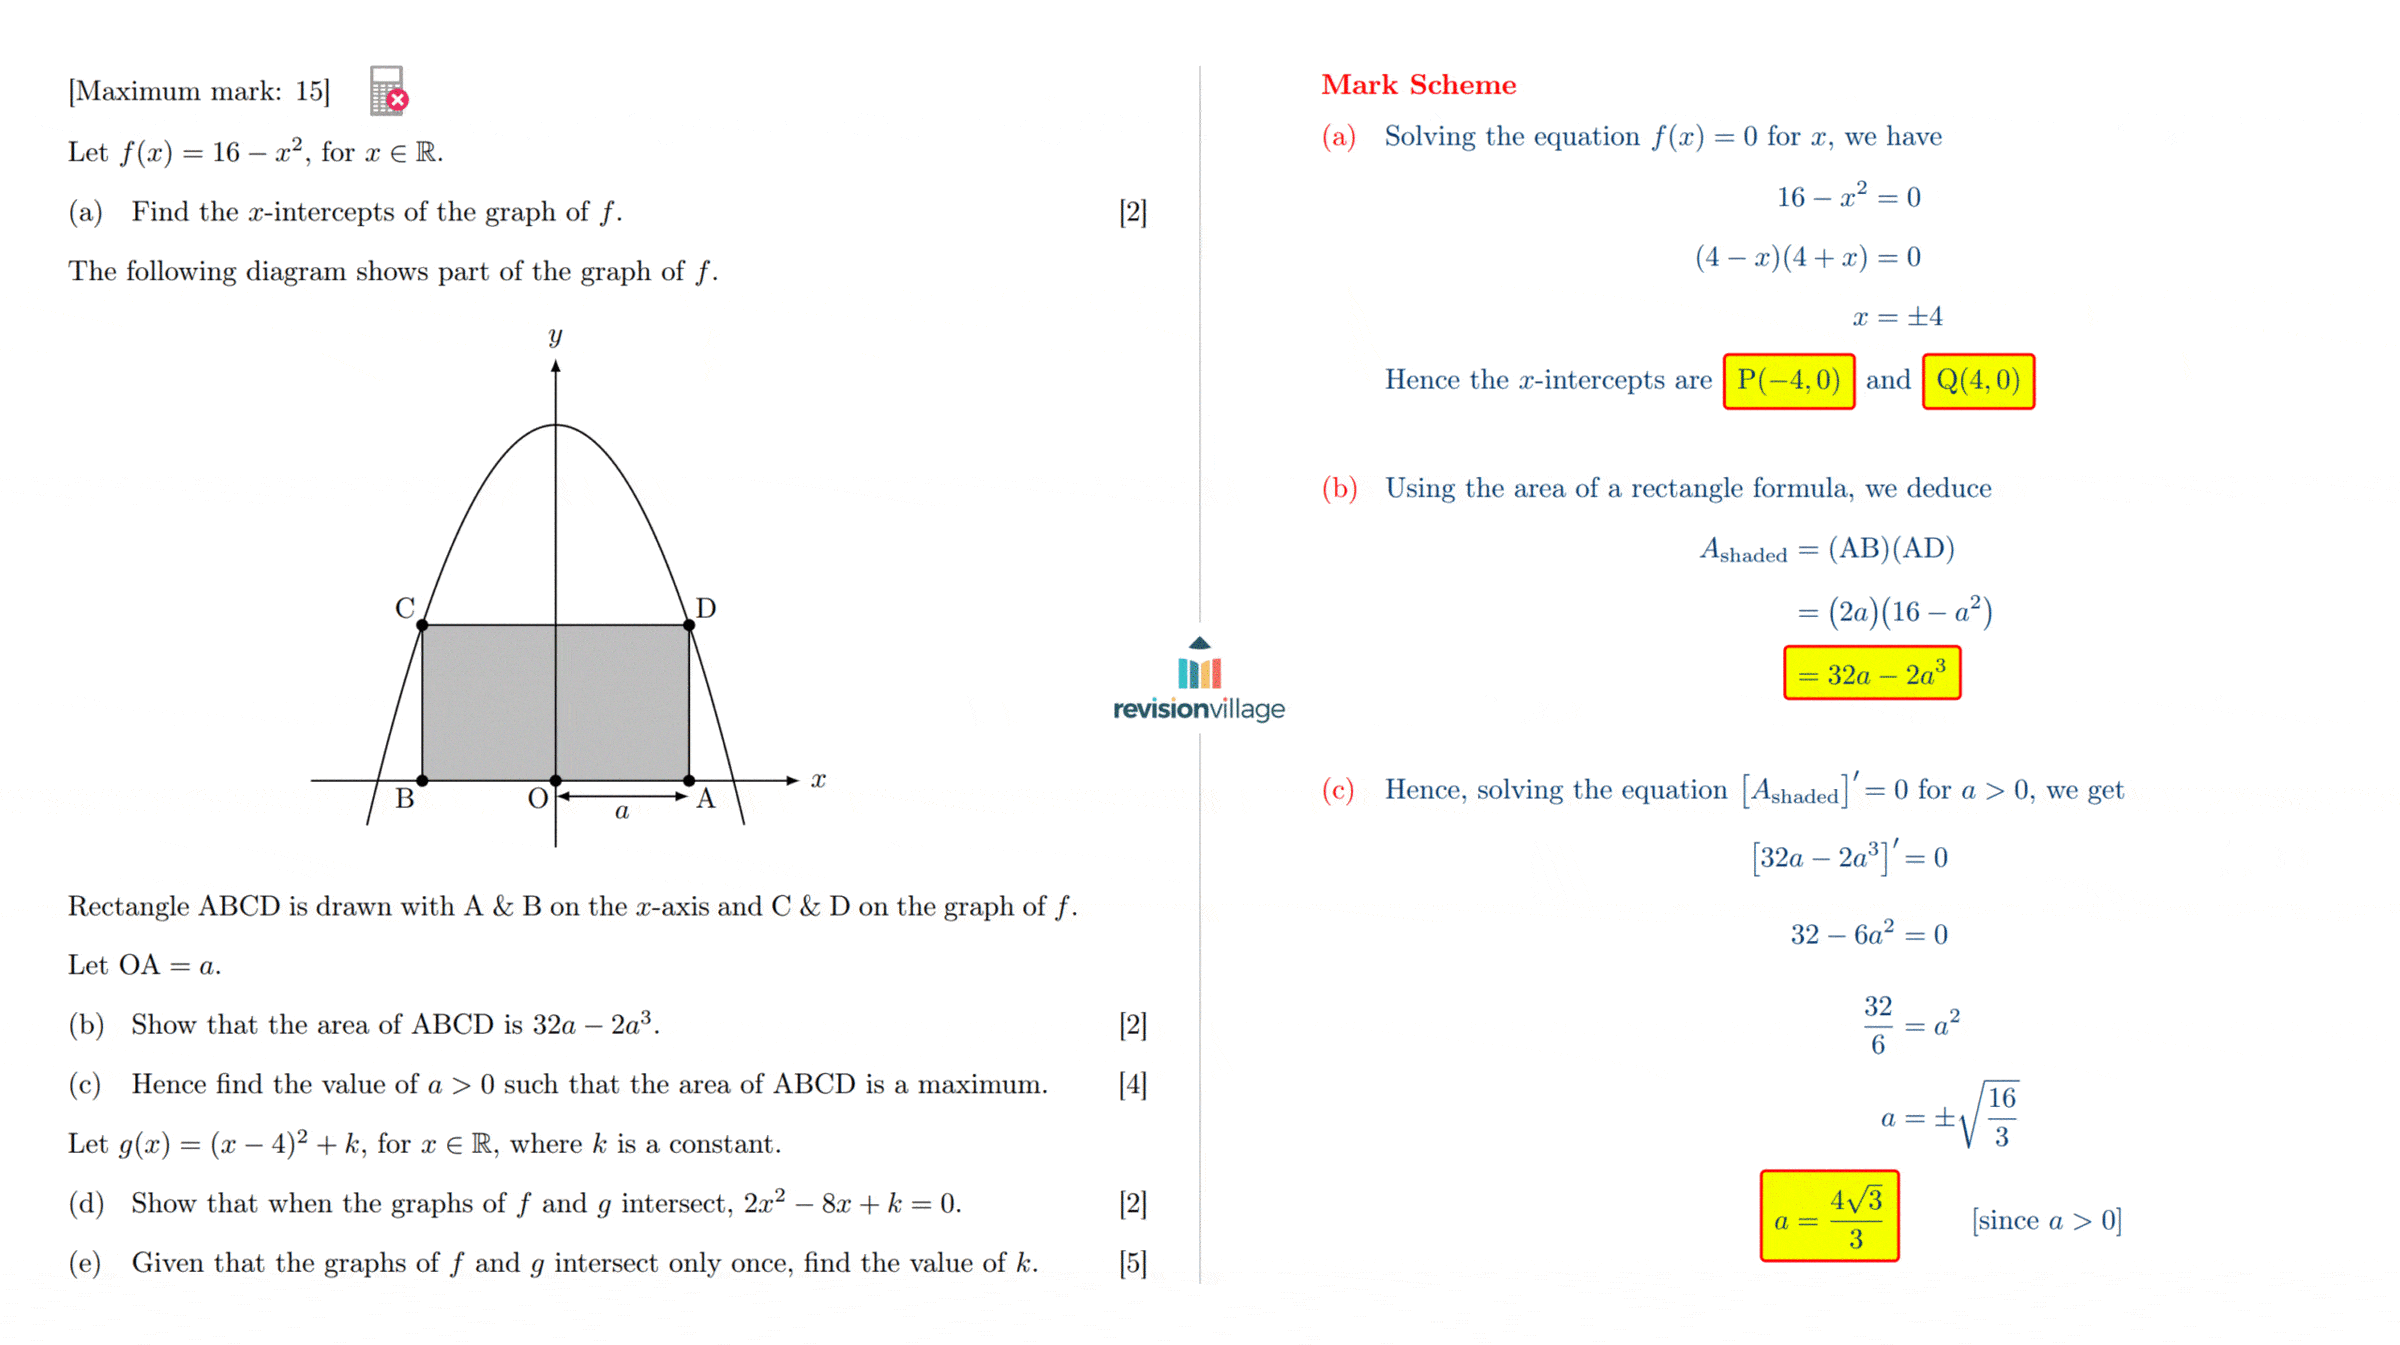 [Maximum mark: 15]
Let f(x) = 16 − x², for x ∈ ℝ.
(a) Find the x-intercepts of the graph of f. [2]
The following diagram shows part of the graph of f.
y
C D
x
B O A
a
Rectangle ABCD is drawn with A & B on the x-axis and C & D on the graph of f.
Let OA = a.
(b) Show that the area of ABCD is 32a − 2a³. [2]
(c) Hence find the value of a > 0 such that the area of ABCD is a maximum. [4]
Let g(x) = (x − 4)² + k, for x ∈ ℝ, where k is a constant.
(d) Show that when the graphs of f and g intersect, 2x² − 8x + k = 0. [2]
(e) Given that the graphs of f and g intersect only once, find the value of k. [5]
revisionvillage
Mark Scheme
(a) Solving the equation f(x) = 0 for x, we have
16 − x² = 0
(4 − x)(4 + x) = 0
x = ±4
Hence the x-intercepts are P(−4, 0) and Q(4, 0)
(b) Using the area of a rectangle formula, we deduce
A_shaded = (AB)(AD)
= (2a)(16 − a²)
= 32a − 2a³
(c) Hence, solving the equation [A_shaded]′ = 0 for a > 0, we get
[32a − 2a³]′ = 0
32 − 6a² = 0
32/6 = a²
a = ±√(16/3)
a = 4√3/3 [since a > 0]